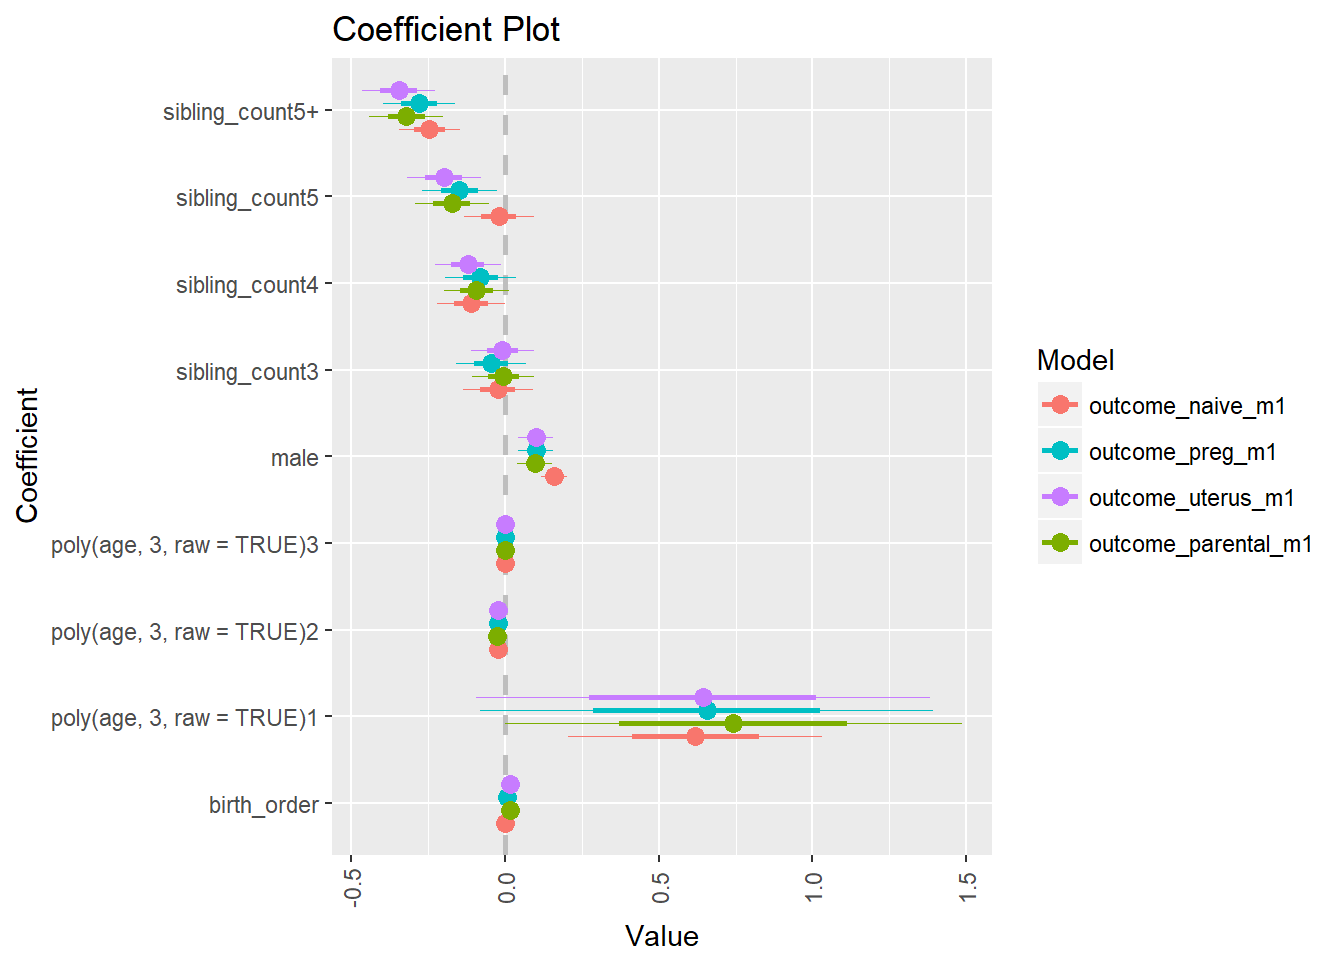 Coefficient Plot
sibling_count5+
sibling_count5
sibling_count4
sibling_count3
male
poly(age, 3, raw = TRUE)3
poly(age, 3, raw = TRUE)2
poly(age, 3, raw = TRUE)1
birth_order
Coefficient
-0.5
0.0
0.5
1.0
1.5
Value
Model
outcome_naive_m1
outcome_preg_m1
outcome_uterus_m1
outcome_parental_m1